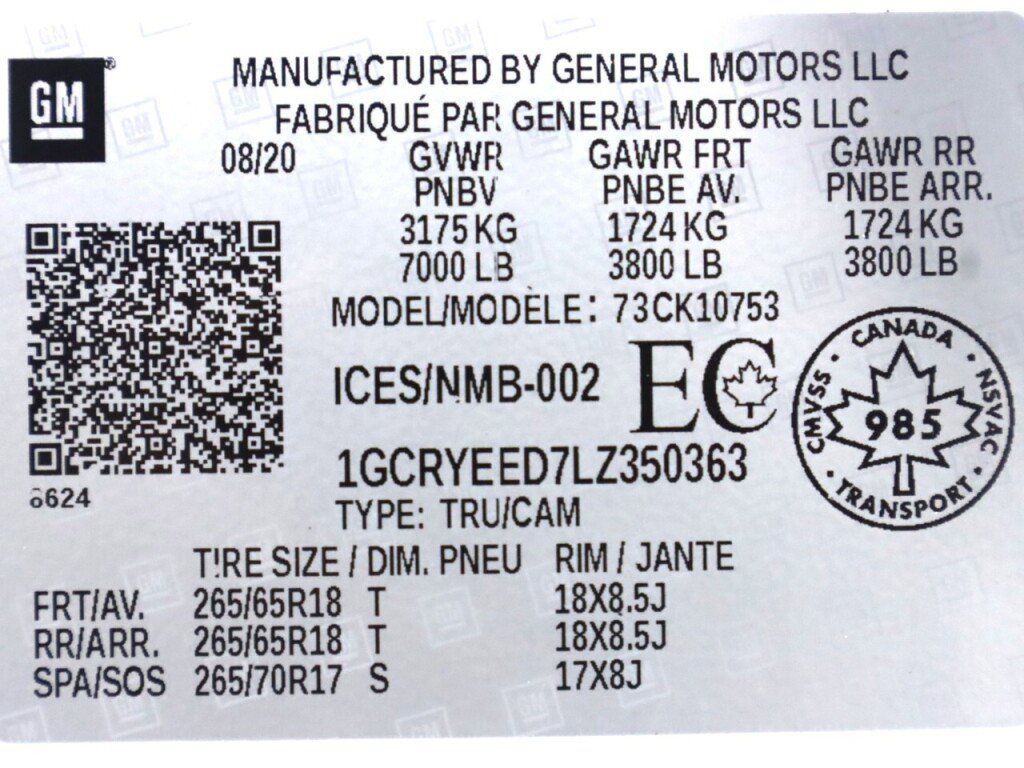 GM
MANUFACTURED BY GENERAL MOTORS LLC
FABRIQUÉ PAR GENERAL MOTORS LLC
08/20 GVWR GAWR FRT GAWR RR
PNBV PNBE AV. PNBE ARR.
3175 KG 1724 KG 1724 KG
7000 LB 3800 LB 3800 LB
MODEL/MODÈLE: 73CK10753
ICES/NMB-002 EC
CANADA
CMVSS 985 NSVAC
TRANSPORT
1GCRYEED7LZ350363
6624
TYPE: TRU/CAM
TIRE SIZE / DIM. PNEU RIM / JANTE
FRT/AV. 265/65R18 T 18X8.5J
RR/ARR. 265/65R18 T 18X8.5J
SPA/SOS 265/70R17 S 17X8J